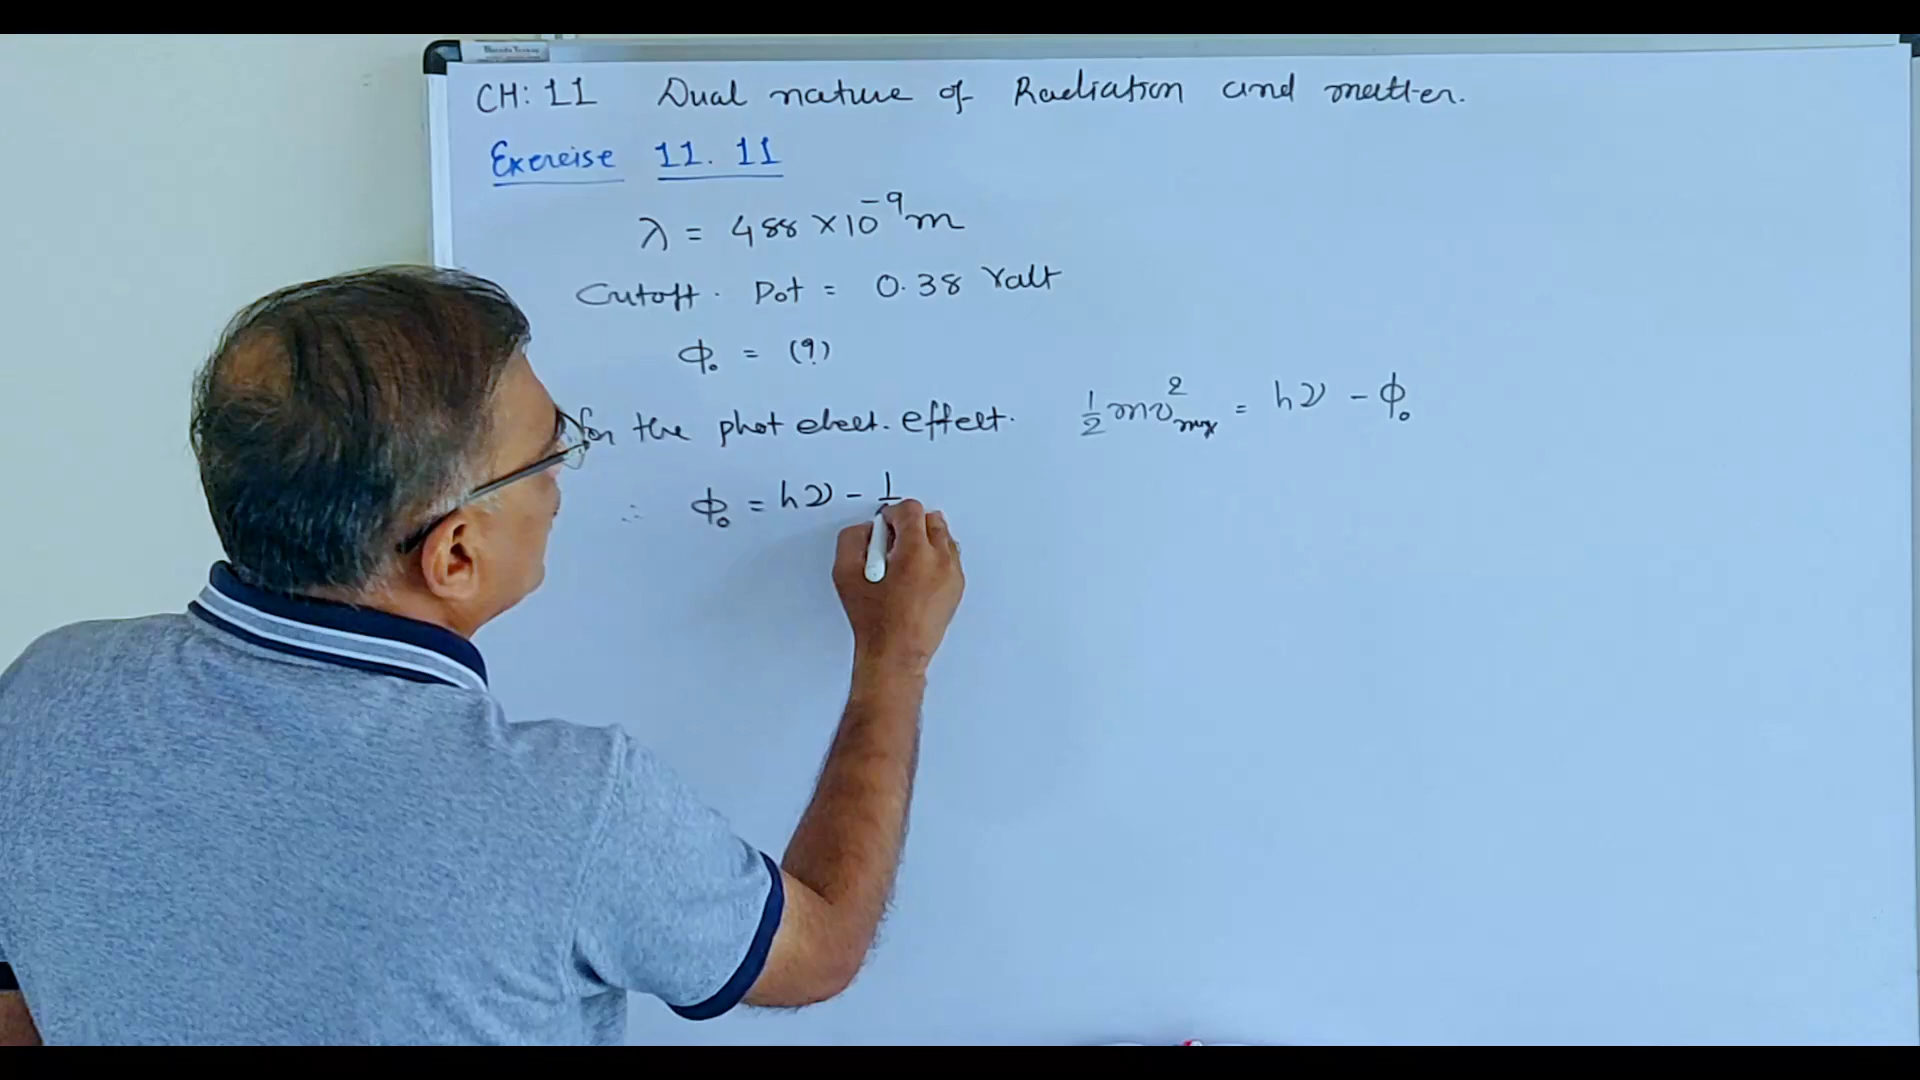 CH: 11 Dual nature of Radiation and matter.
Exercise 11. 11
λ = 488 × 10⁻⁹ m
Cutoff. Pot = 0.38 Valt
Φ₀ = (?)
for the phot elect. effect. ½ mv²max = hν - Φ₀
∴ Φ₀ = hν - 1